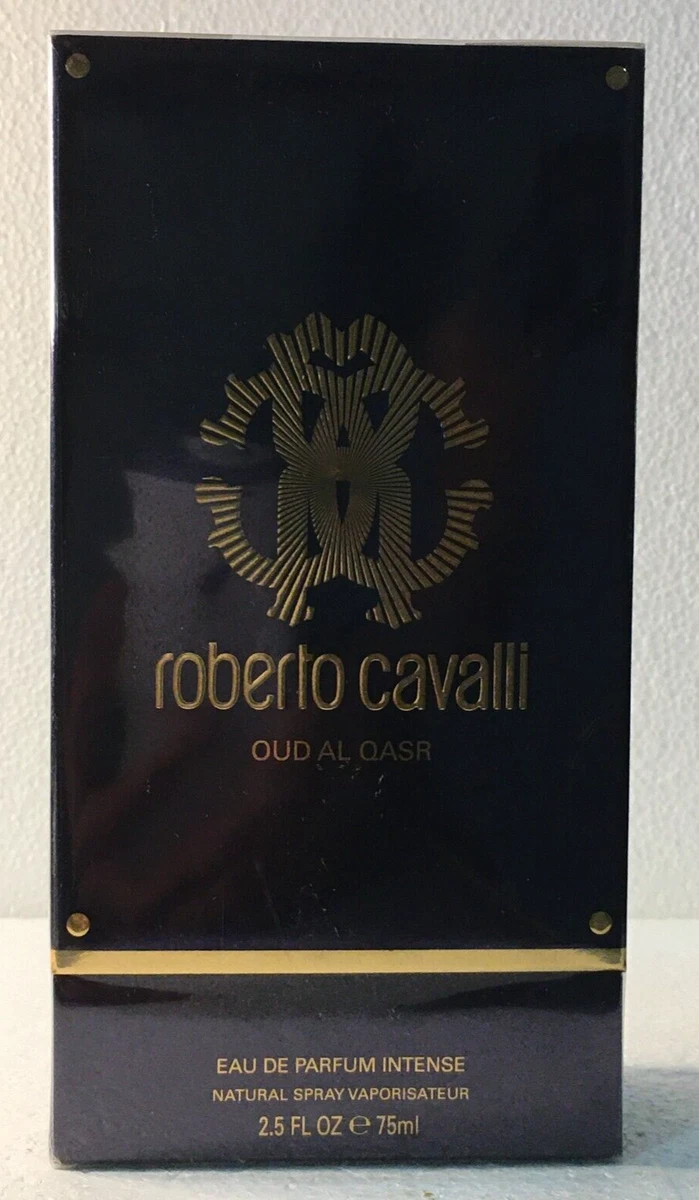 roberto cavalli
OUD AL QASR
EAU DE PARFUM INTENSE
NATURAL SPRAY VAPORISATEUR
2.5 FL OZ ℮ 75ml